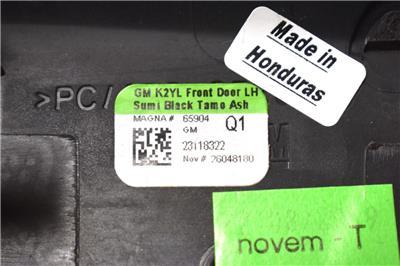 Made in
Honduras
>PC/
GM K2YL Front Door LH
Sumi Black Tamo Ash
MAGNA # 65904
GM
Q1
23118322
Nov # 26048180
novem - T